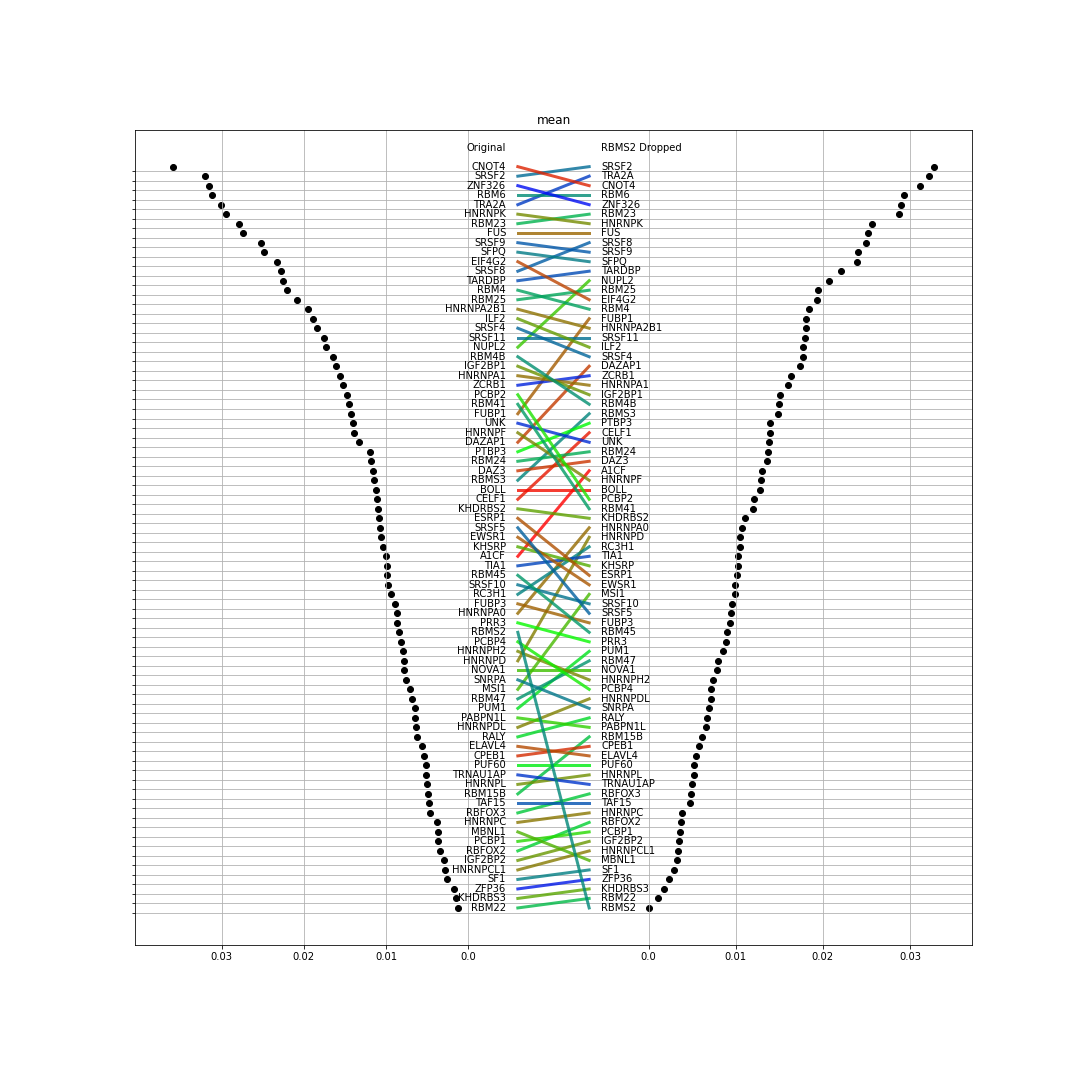 mean
Original RBMS2 Dropped
CNOT4 SRSF2
SRSF2 TRA2A
ZNF326 CNOT4
RBM6 RBM6
TRA2A ZNF326
HNRNPK RBM23
RBM23 HNRNPK
FUS FUS
SRSF9 SRSF8
SFPQ SRSF9
EIF4G2 SFPQ
SRSF8 TARDBP
TARDBP NUPL2
RBM4 RBM25
RBM25 EIF4G2
HNRNPA2B1 RBM4
ILF2 FUBP1
SRSF4 HNRNPA2B1
SRSF11 SRSF11
NUPL2 ILF2
RBM4B SRSF4
IGF2BP1 DAZAP1
HNRNPA1 ZCRB1
ZCRB1 HNRNPA1
PCBP2 IGF2BP1
RBM41 RBM4B
FUBP1 RBMS3
UNK PTBP3
HNRNPF CELF1
DAZAP1 UNK
PTBP3 RBM24
RBM24 DAZ3
DAZ3 A1CF
RBMS3 HNRNPF
BOLL BOLL
CELF1 PCBP2
KHDRBS2 RBM41
ESRP1 KHDRBS2
SRSF5 HNRNPA0
EWSR1 HNRNPD
KHSRP RC3H1
A1CF TIA1
TIA1 KHSRP
RBM45 ESRP1
SRSF10 EWSR1
RC3H1 MSI1
FUBP3 SRSF10
HNRNPA0 SRSF5
PRR3 FUBP3
RBMS2 RBM45
PCBP4 PRR3
HNRNPH2 PUM1
HNRNPD RBM47
NOVA1 NOVA1
SNRPA HNRNPH2
MSI1 PCBP4
RBM47 HNRNPDL
PUM1 SNRPA
PABPN1L RALY
HNRNPDL PABPN1L
RALY RBM15B
ELAVL4 CPEB1
CPEB1 ELAVL4
PUF60 PUF60
TRNAU1AP HNRNPL
HNRNPL TRNAU1AP
RBM15B RBFOX3
TAF15 TAF15
RBFOX3 HNRNPC
HNRNPC RBFOX2
MBNL1 PCBP1
PCBP1 IGF2BP2
RBFOX2 HNRNPCL1
IGF2BP2 MBNL1
HNRNPCL1 SF1
SF1 ZFP36
ZFP36 KHDRBS3
KHDRBS3 RBM22
RBM22 RBMS2
0.03 0.02 0.01 0.0 0.0 0.01 0.02 0.03